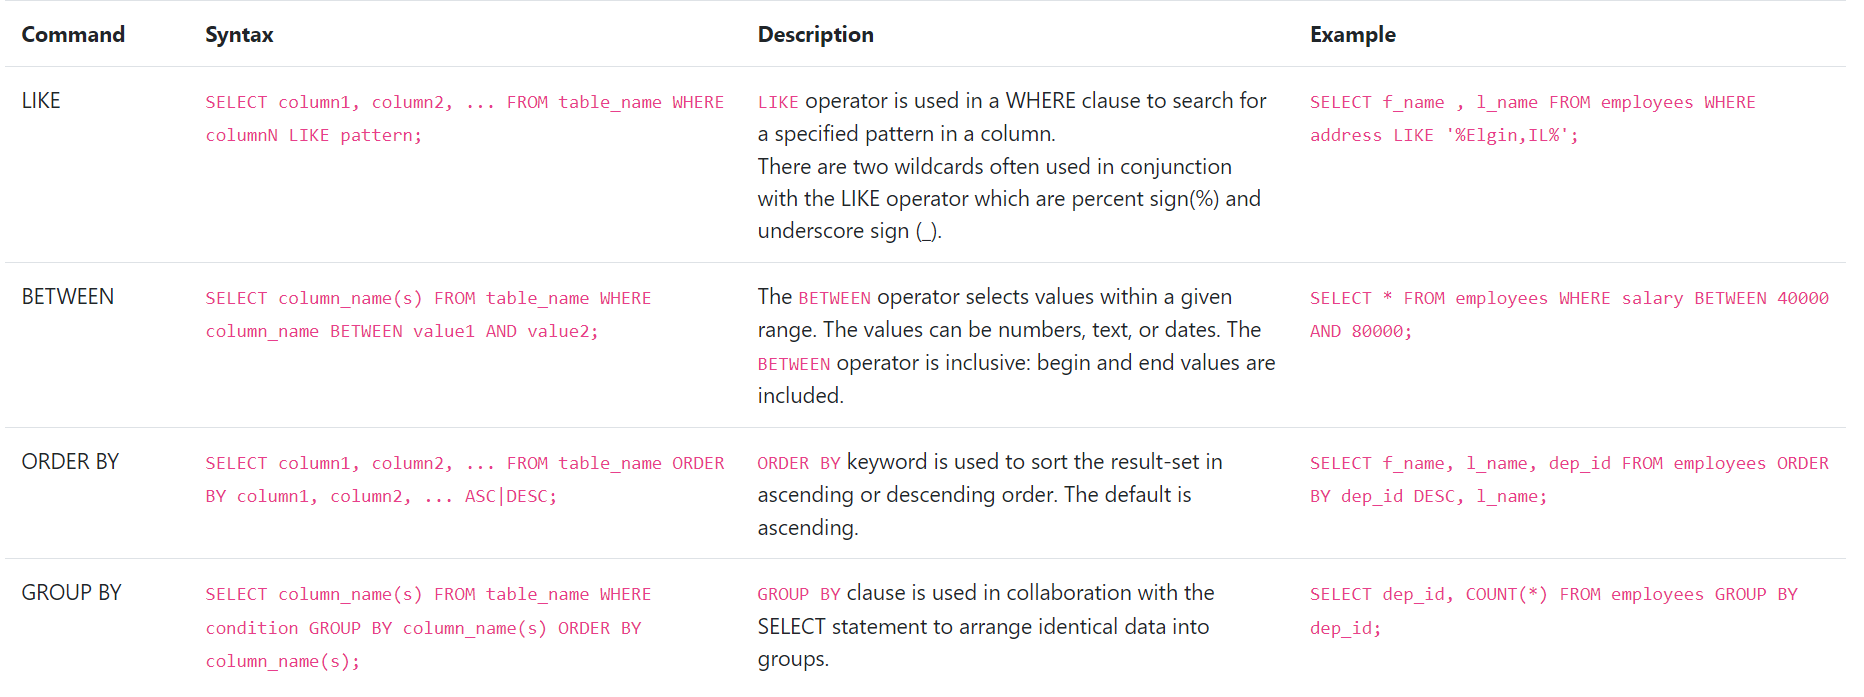 Command Syntax Description Example
LIKE
SELECT column1, column2, ... FROM table_name WHERE
columnN LIKE pattern;
LIKE operator is used in a WHERE clause to search for
a specified pattern in a column.
There are two wildcards often used in conjunction
with the LIKE operator which are percent sign(%) and
underscore sign (_).
SELECT f_name , l_name FROM employees WHERE
address LIKE '%Elgin,IL%';
BETWEEN
SELECT column_name(s) FROM table_name WHERE
column_name BETWEEN value1 AND value2;
The BETWEEN operator selects values within a given
range. The values can be numbers, text, or dates. The
BETWEEN operator is inclusive: begin and end values are
included.
SELECT * FROM employees WHERE salary BETWEEN 40000
AND 80000;
ORDER BY
SELECT column1, column2, ... FROM table_name ORDER
BY column1, column2, ... ASC|DESC;
ORDER BY keyword is used to sort the result-set in
ascending or descending order. The default is
ascending.
SELECT f_name, l_name, dep_id FROM employees ORDER
BY dep_id DESC, l_name;
GROUP BY
SELECT column_name(s) FROM table_name WHERE
condition GROUP BY column_name(s) ORDER BY
column_name(s);
GROUP BY clause is used in collaboration with the
SELECT statement to arrange identical data into
groups.
SELECT dep_id, COUNT(*) FROM employees GROUP BY
dep_id;